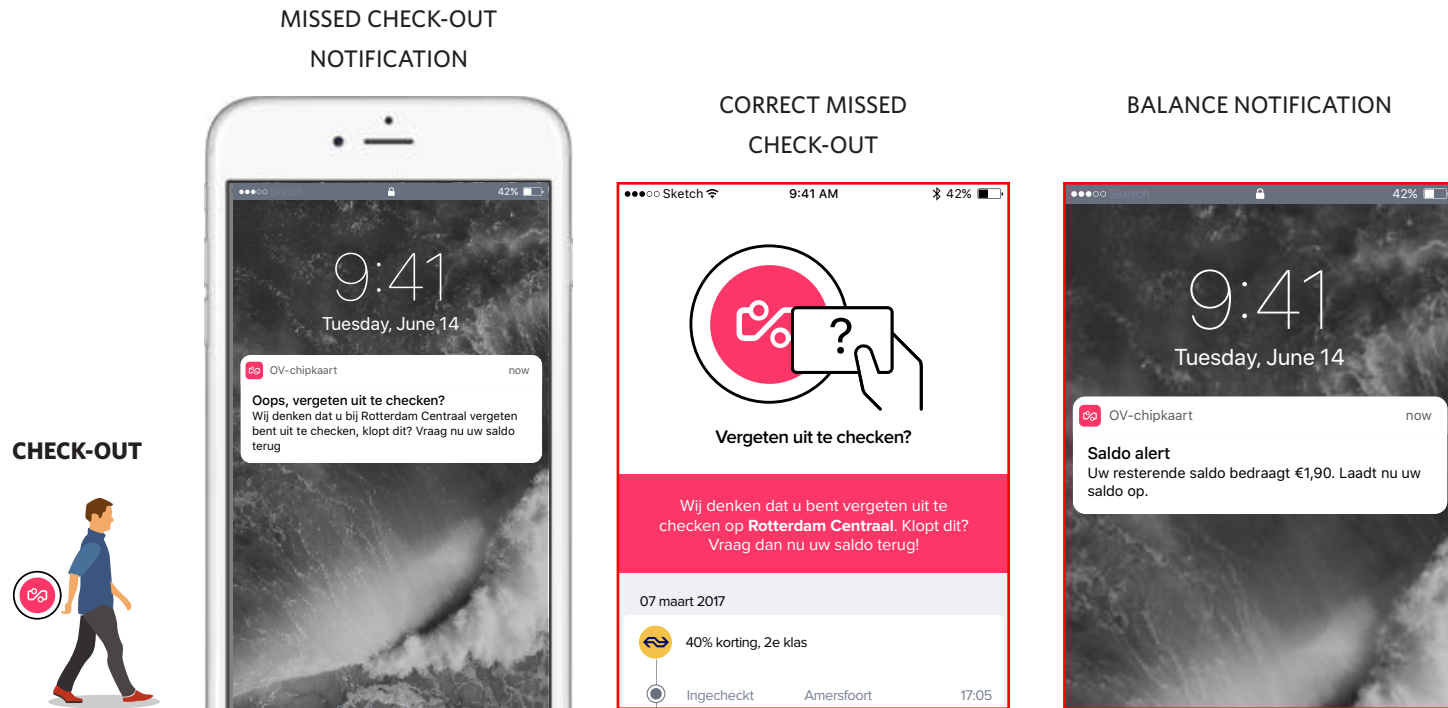 MISSED CHECK-OUT
NOTIFICATION
CORRECT MISSED
CHECK-OUT
BALANCE NOTIFICATION
CHECK-OUT
Sketch
42%
9:41
Tuesday, June 14
OV-chipkaart
now
Oops, vergeten uit te checken?
Wij denken dat u bij Rotterdam Centraal vergeten
bent uit te checken, klopt dit? Vraag nu uw saldo
terug
Sketch
9:41 AM
42%
?
Vergeten uit te checken?
Wij denken dat u bent vergeten uit te
checken op Rotterdam Centraal. Klopt dit?
Vraag dan nu uw saldo terug!
07 maart 2017
40% korting, 2e klas
Ingecheckt Amersfoort 17:05
Sketch
42%
9:41
Tuesday, June 14
OV-chipkaart
now
Saldo alert
Uw resterende saldo bedraagt €1,90. Laadt nu uw
saldo op.